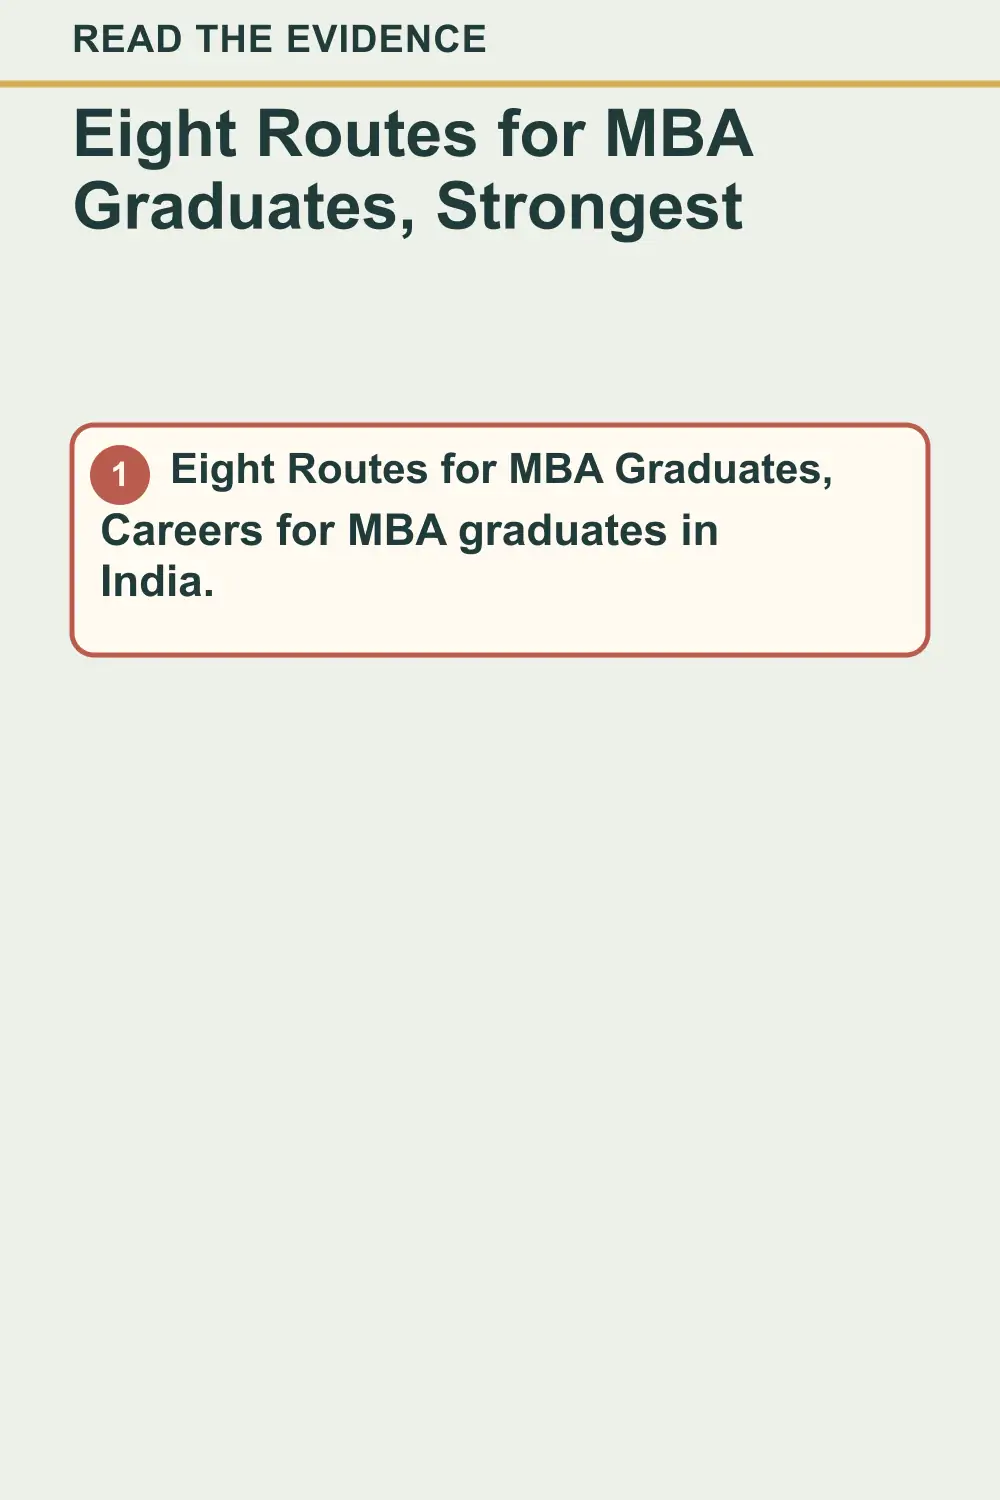 READ THE EVIDENCE
Eight Routes for MBA
Graduates, Strongest
1 Eight Routes for MBA Graduates,
Careers for MBA graduates in
India.